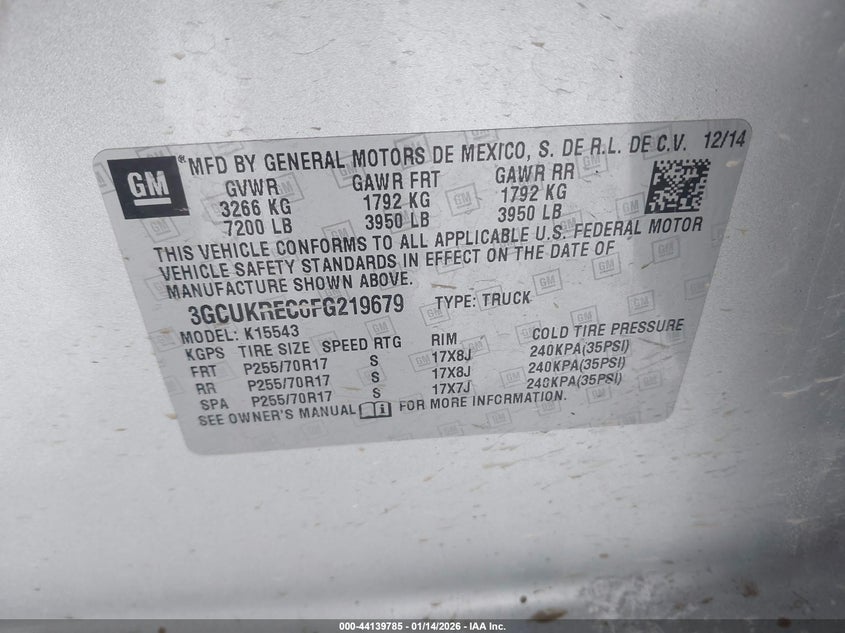 GM
® MFD BY GENERAL MOTORS DE MEXICO, S. DE R.L. DE C.V. 12/14
GVWR GAWR FRT GAWR RR
3266 KG 1792 KG 1792 KG
7200 LB 3950 LB 3950 LB
THIS VEHICLE CONFORMS TO ALL APPLICABLE U.S. FEDERAL MOTOR
VEHICLE SAFETY STANDARDS IN EFFECT ON THE DATE OF
MANUFACTURE SHOWN ABOVE.
3GCUKREC6FG219679 TYPE: TRUCK
MODEL: K15543
KGPS TIRE SIZE SPEED RTG RIM COLD TIRE PRESSURE
FRT P255/70R17 S 17X8J 240KPA(35PSI)
RR P255/70R17 S 17X8J 240KPA(35PSI)
SPA P255/70R17 S 17X7J 240KPA(35PSI)
SEE OWNER'S MANUAL FOR MORE INFORMATION.
000-44139785 - 01/14/2026 - IAA Inc.